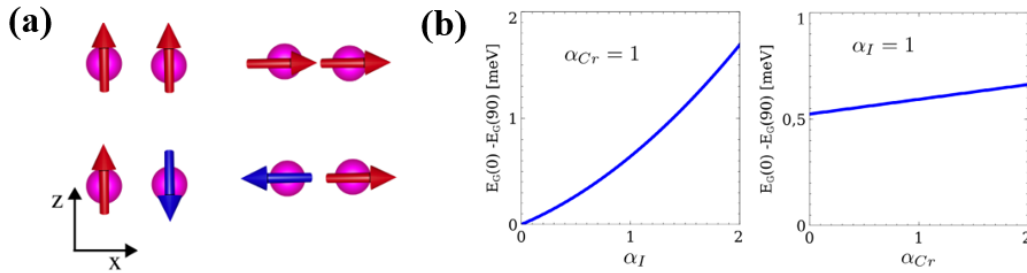 (a)
Z
X
(b)
E_G(0) -E_G(90) [meV]
2
1
0
α_Cr = 1
0 1 2
α_I
E_G(0) -E_G(90) [meV]
1
0,5
0
α_I = 1
0 1 2
α_Cr